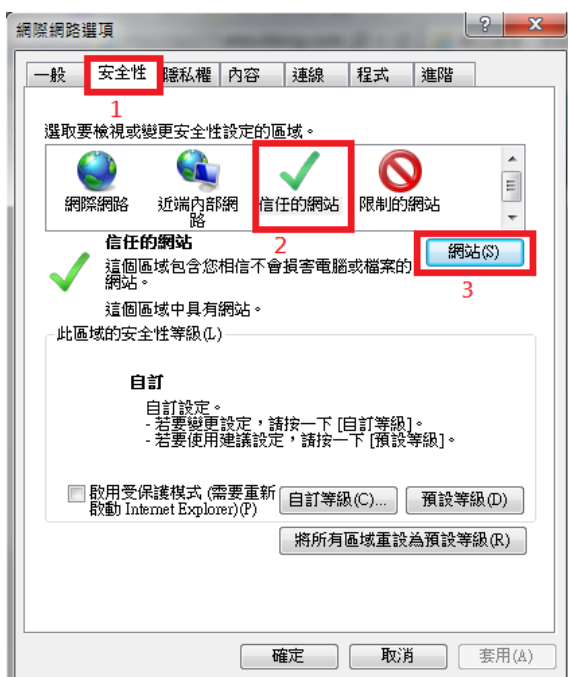 網際網路選項
一般 安全性 隱私權 內容 連線 程式 進階
1
選取要檢視或變更安全性設定的區域。
網際網路 近端內部網路 信任的網站 限制的網站
2
信任的網站
這個區域包含您相信不會損害電腦或檔案的
網站。
網站(S)
3
這個區域中具有網站。
此區域的安全性等級(L)
自訂
自訂設定。
- 若要變更設定，請按一下 [自訂等級]。
- 若要使用建議設定，請按一下 [預設等級]。
啟用受保護模式 (需要重新
啟動 Internet Explorer)(P)
自訂等級(C)... 預設等級(D)
將所有區域重設為預設等級(R)
確定 取消 套用(A)